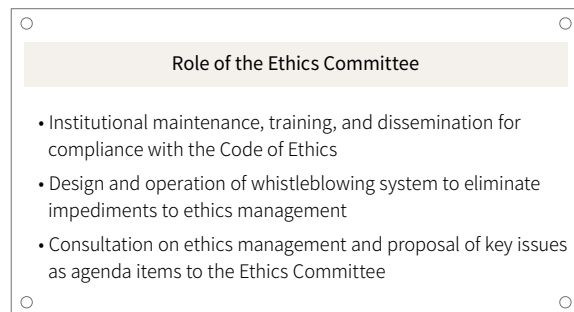 Role of the Ethics Committee
• Institutional maintenance, training, and dissemination for
compliance with the Code of Ethics
• Design and operation of whistleblowing system to eliminate
impediments to ethics management
• Consultation on ethics management and proposal of key issues
as agenda items to the Ethics Committee